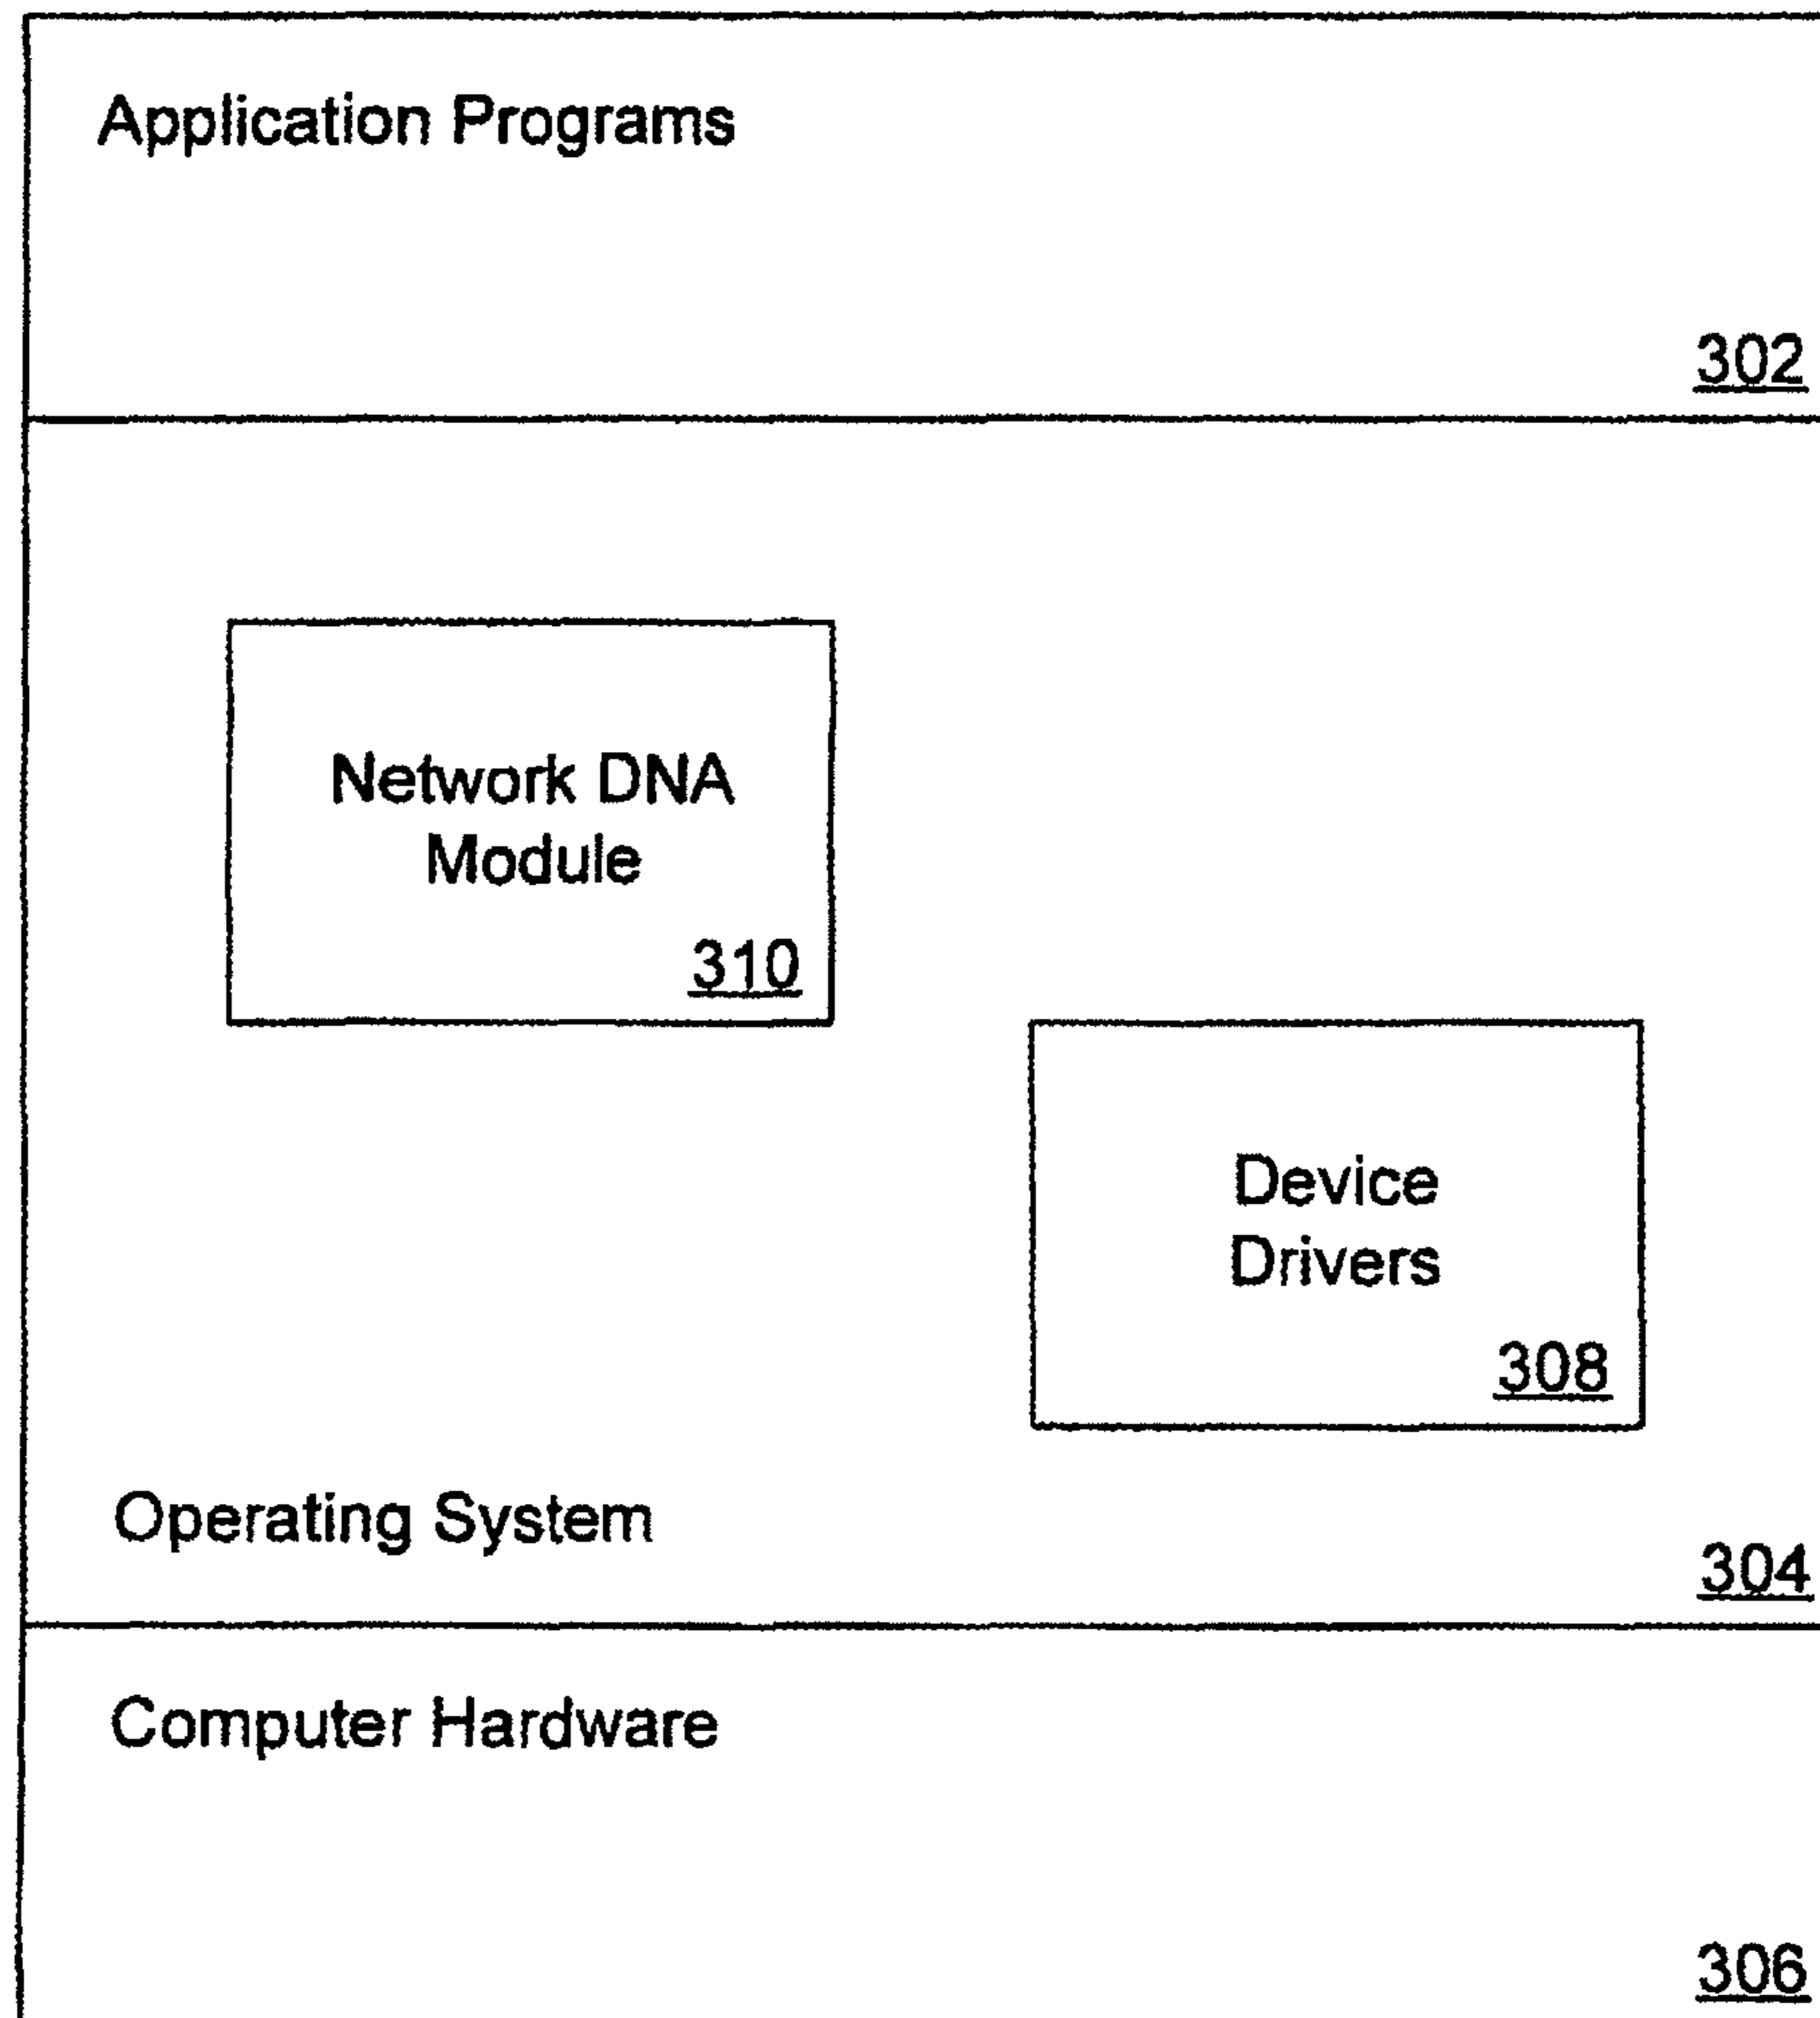 Application Programs
302
Network DNA
Module
310
Device
Drivers
308
Operating System
304
Computer Hardware
306